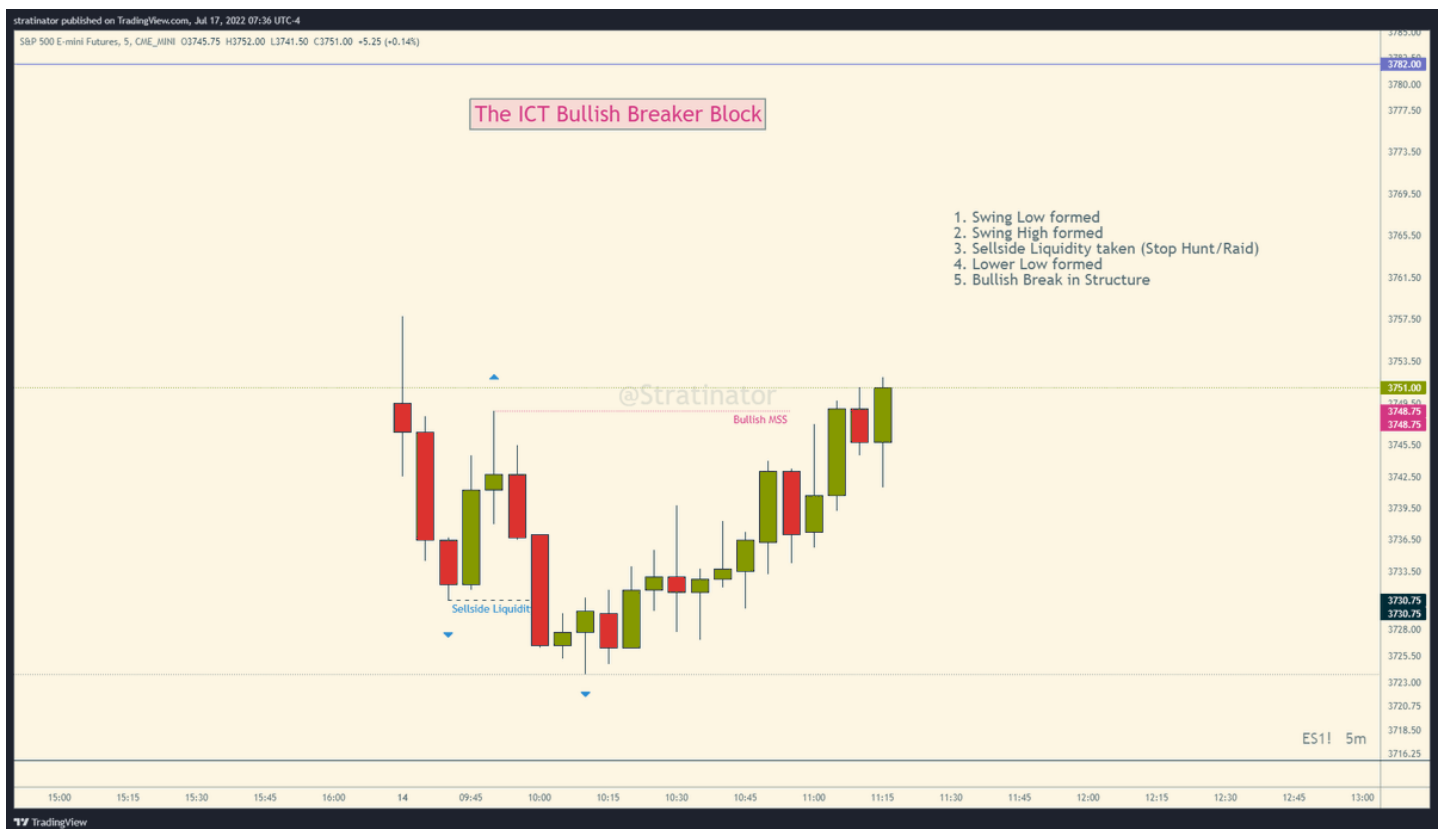 stratinator published on TradingView.com, Jul 17, 2022 07:36 UTC-4
S&P 500 E-mini Futures, 5, CME_MINI O3745.75 H3752.00 L3741.50 C3751.00 +5.25 (+0.14%)
The ICT Bullish Breaker Block
1. Swing Low formed
2. Swing High formed
3. Sellside Liquidity taken (Stop Hunt/Raid)
4. Lower Low formed
5. Bullish Break in Structure
@Stratinator
Bullish MSS
Sellside Liquidit
3785.00
3782.00
3780.00
3777.50
3773.50
3769.50
3765.50
3761.50
3757.50
3753.50
3751.00
3749.50
3748.75
3748.75
3745.50
3742.50
3739.50
3736.50
3733.50
3730.75
3730.75
3728.00
3725.50
3723.00
3720.75
3718.50
3716.25
ES1! 5m
15:00 15:15 15:30 15:45 16:00 14 09:45 10:00 10:15 10:30 10:45 11:00 11:15 11:30 11:45 12:00 12:15 12:30 12:45 13:00
TradingView